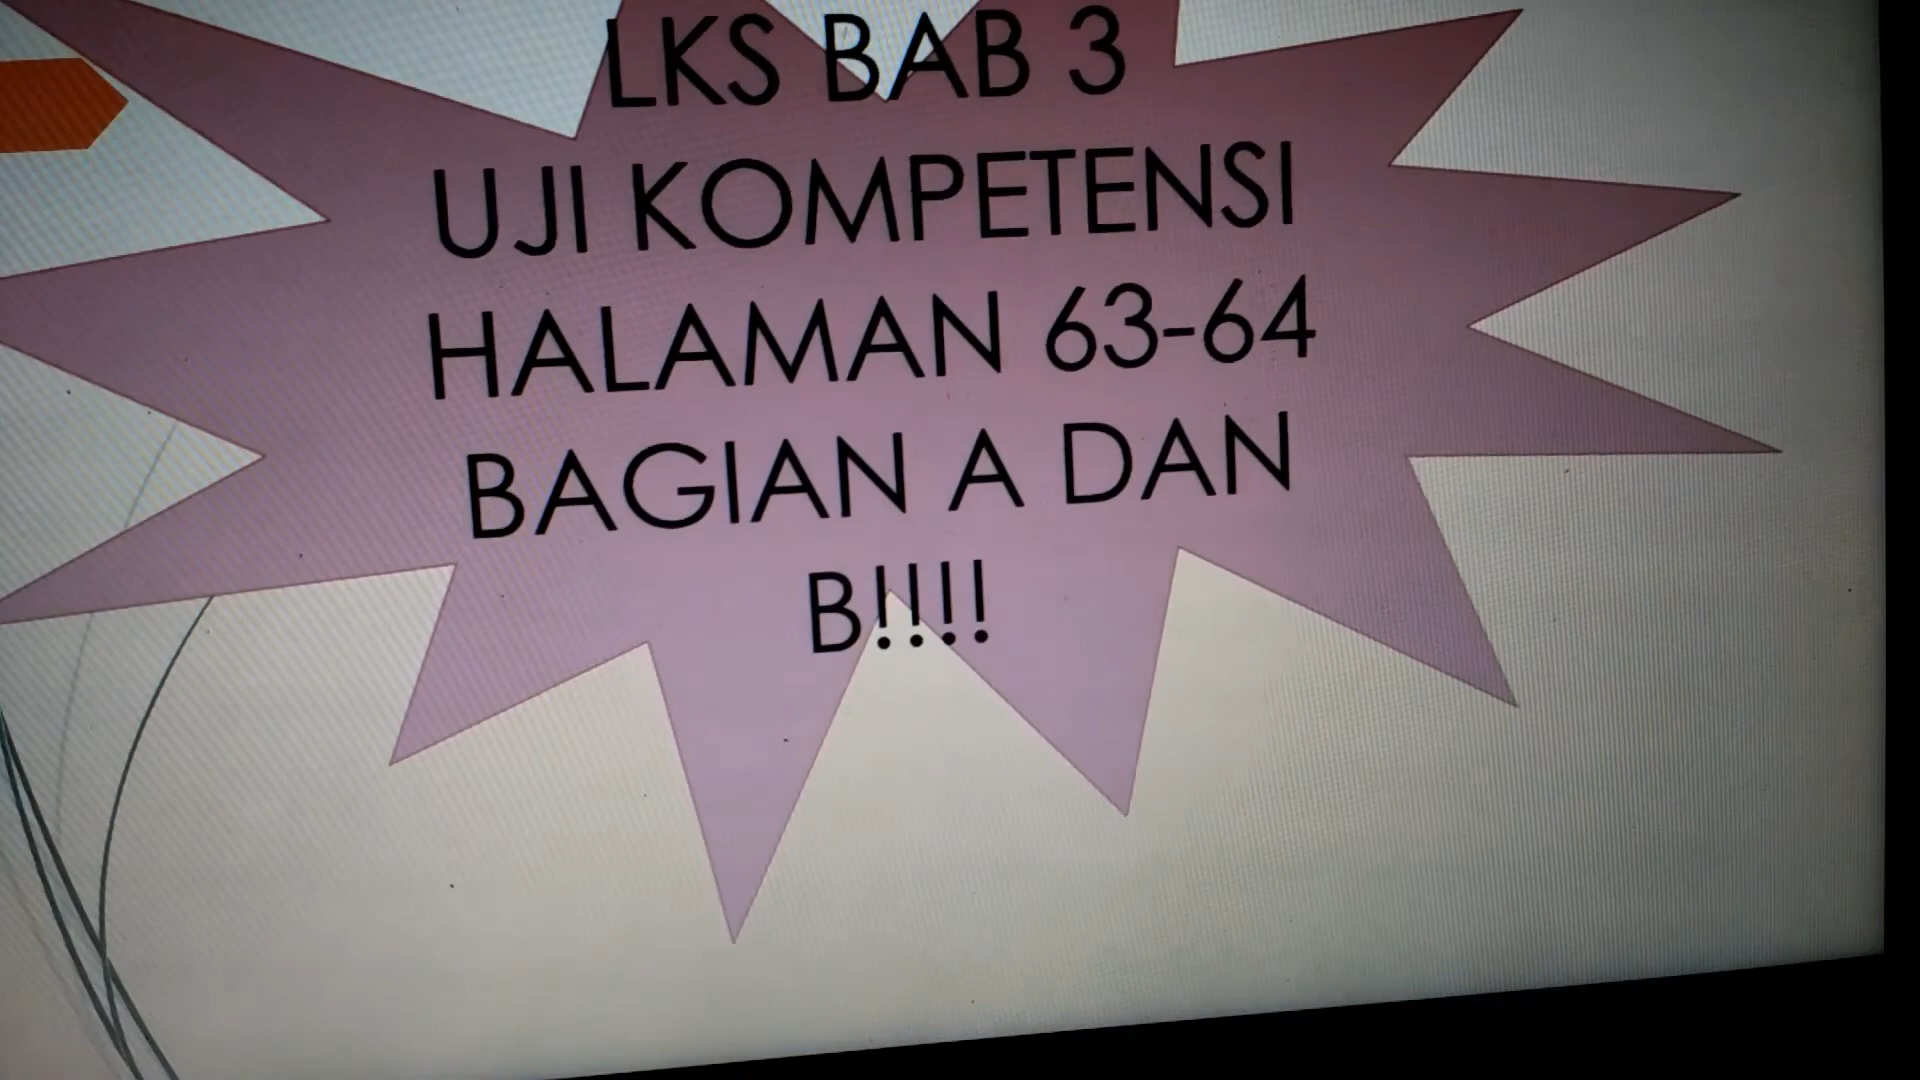 LKS BAB 3
UJI KOMPETENSI
HALAMAN 63-64
BAGIAN A DAN
B!!!!